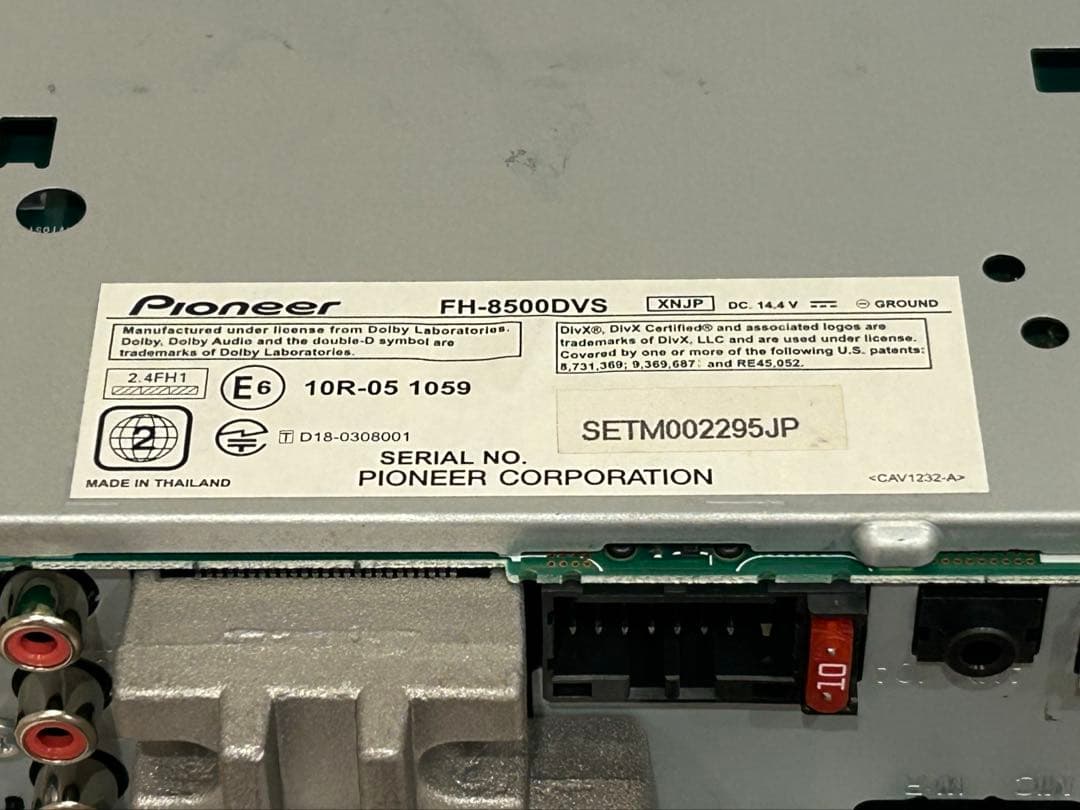 Pioneer FH-8500DVS XNJP DC 14.4 V ⊖ GROUND
Manufactured under license from Dolby Laboratories.
Dolby, Dolby Audio and the double-D symbol are
trademarks of Dolby Laboratories.
DivX®, DivX Certified® and associated logos are
trademarks of DivX, LLC and are used under license.
Covered by one or more of the following U.S. patents:
8,731,369; 9,369,687; and RE45,052.
2.4FH1
E6 10R-05 1059
2
T D18-0308001
SETM002295JP
SERIAL NO.
MADE IN THAILAND
PIONEER CORPORATION
<CAV1232-A>
10